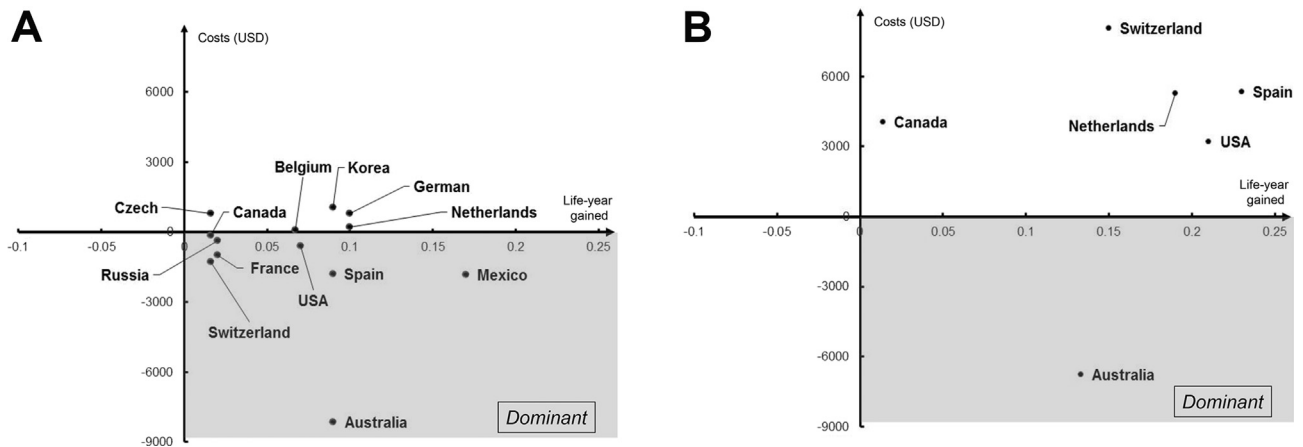 A
Costs (USD)
6000
3000
Belgium
Korea
German
Life-year
gained
Czech
Canada
Netherlands
0
-0.1
-0.05
0
0.05
0.1
0.15
0.2
0.25
Russia
France
Spain
Mexico
USA
-3000
Switzerland
-6000
Australia
Dominant
-9000
B
Costs (USD)
Switzerland
6000
Spain
Canada
Netherlands
USA
3000
Life-year
gained
0
-0.1
-0.05
0
0.05
0.1
0.15
0.2
0.25
-3000
-6000
Australia
Dominant
-9000